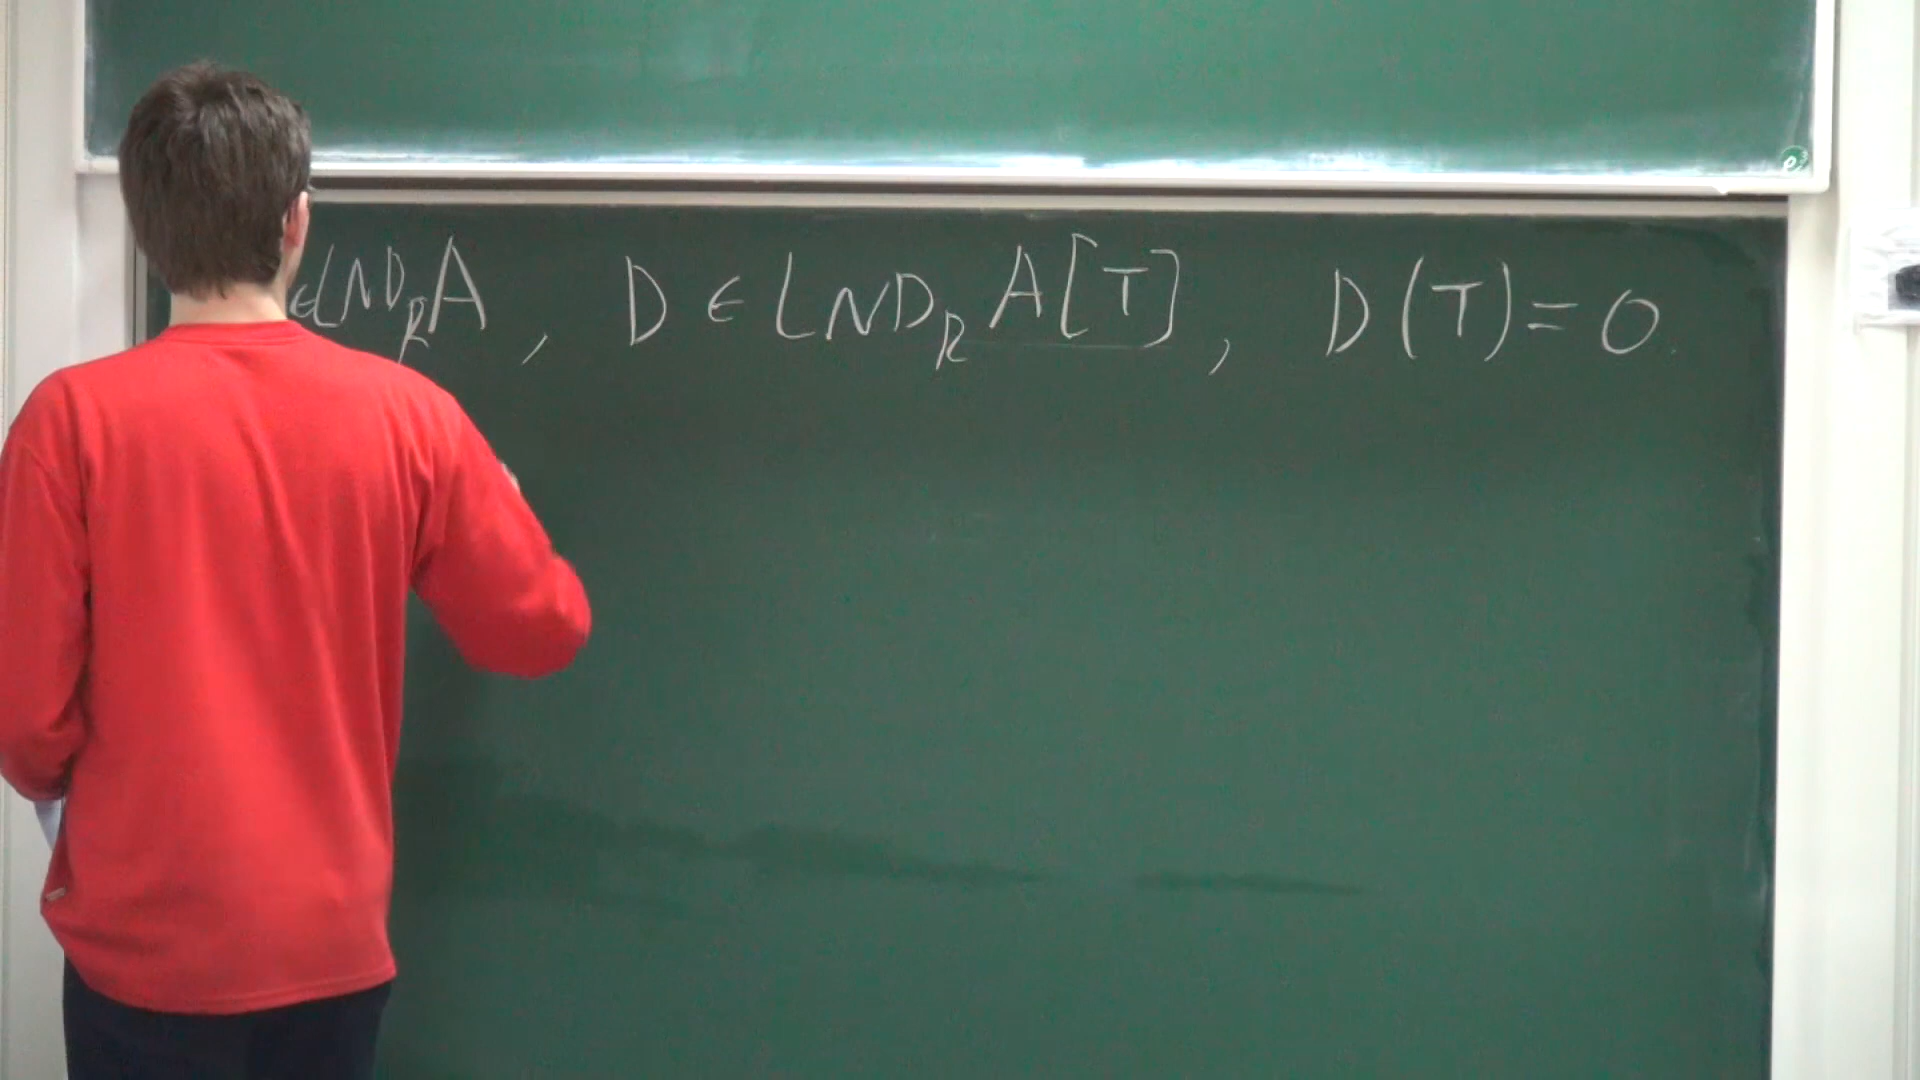 ∈ LND_R A , D ∈ LND_R A[T] , D(T) = 0